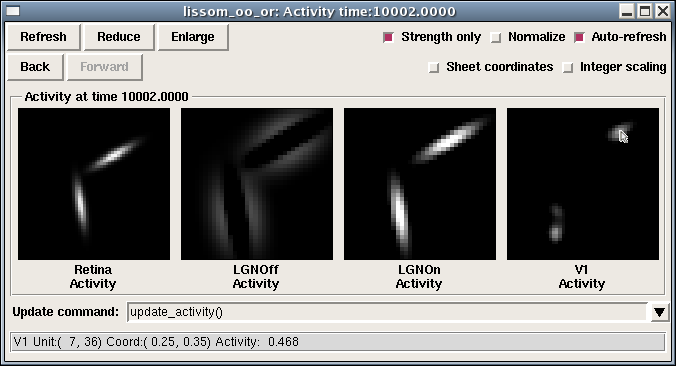 lissom_oo_or: Activity time:10002.0000
Refresh Reduce Enlarge Strength only Normalize Auto-refresh
Back Forward Sheet coordinates Integer scaling
Activity at time 10002.0000
Retina LGNOff LGNOn V1
Activity Activity Activity Activity
Update command: update_activity()
V1 Unit:( 7, 36) Coord:( 0.25, 0.35) Activity: 0.468